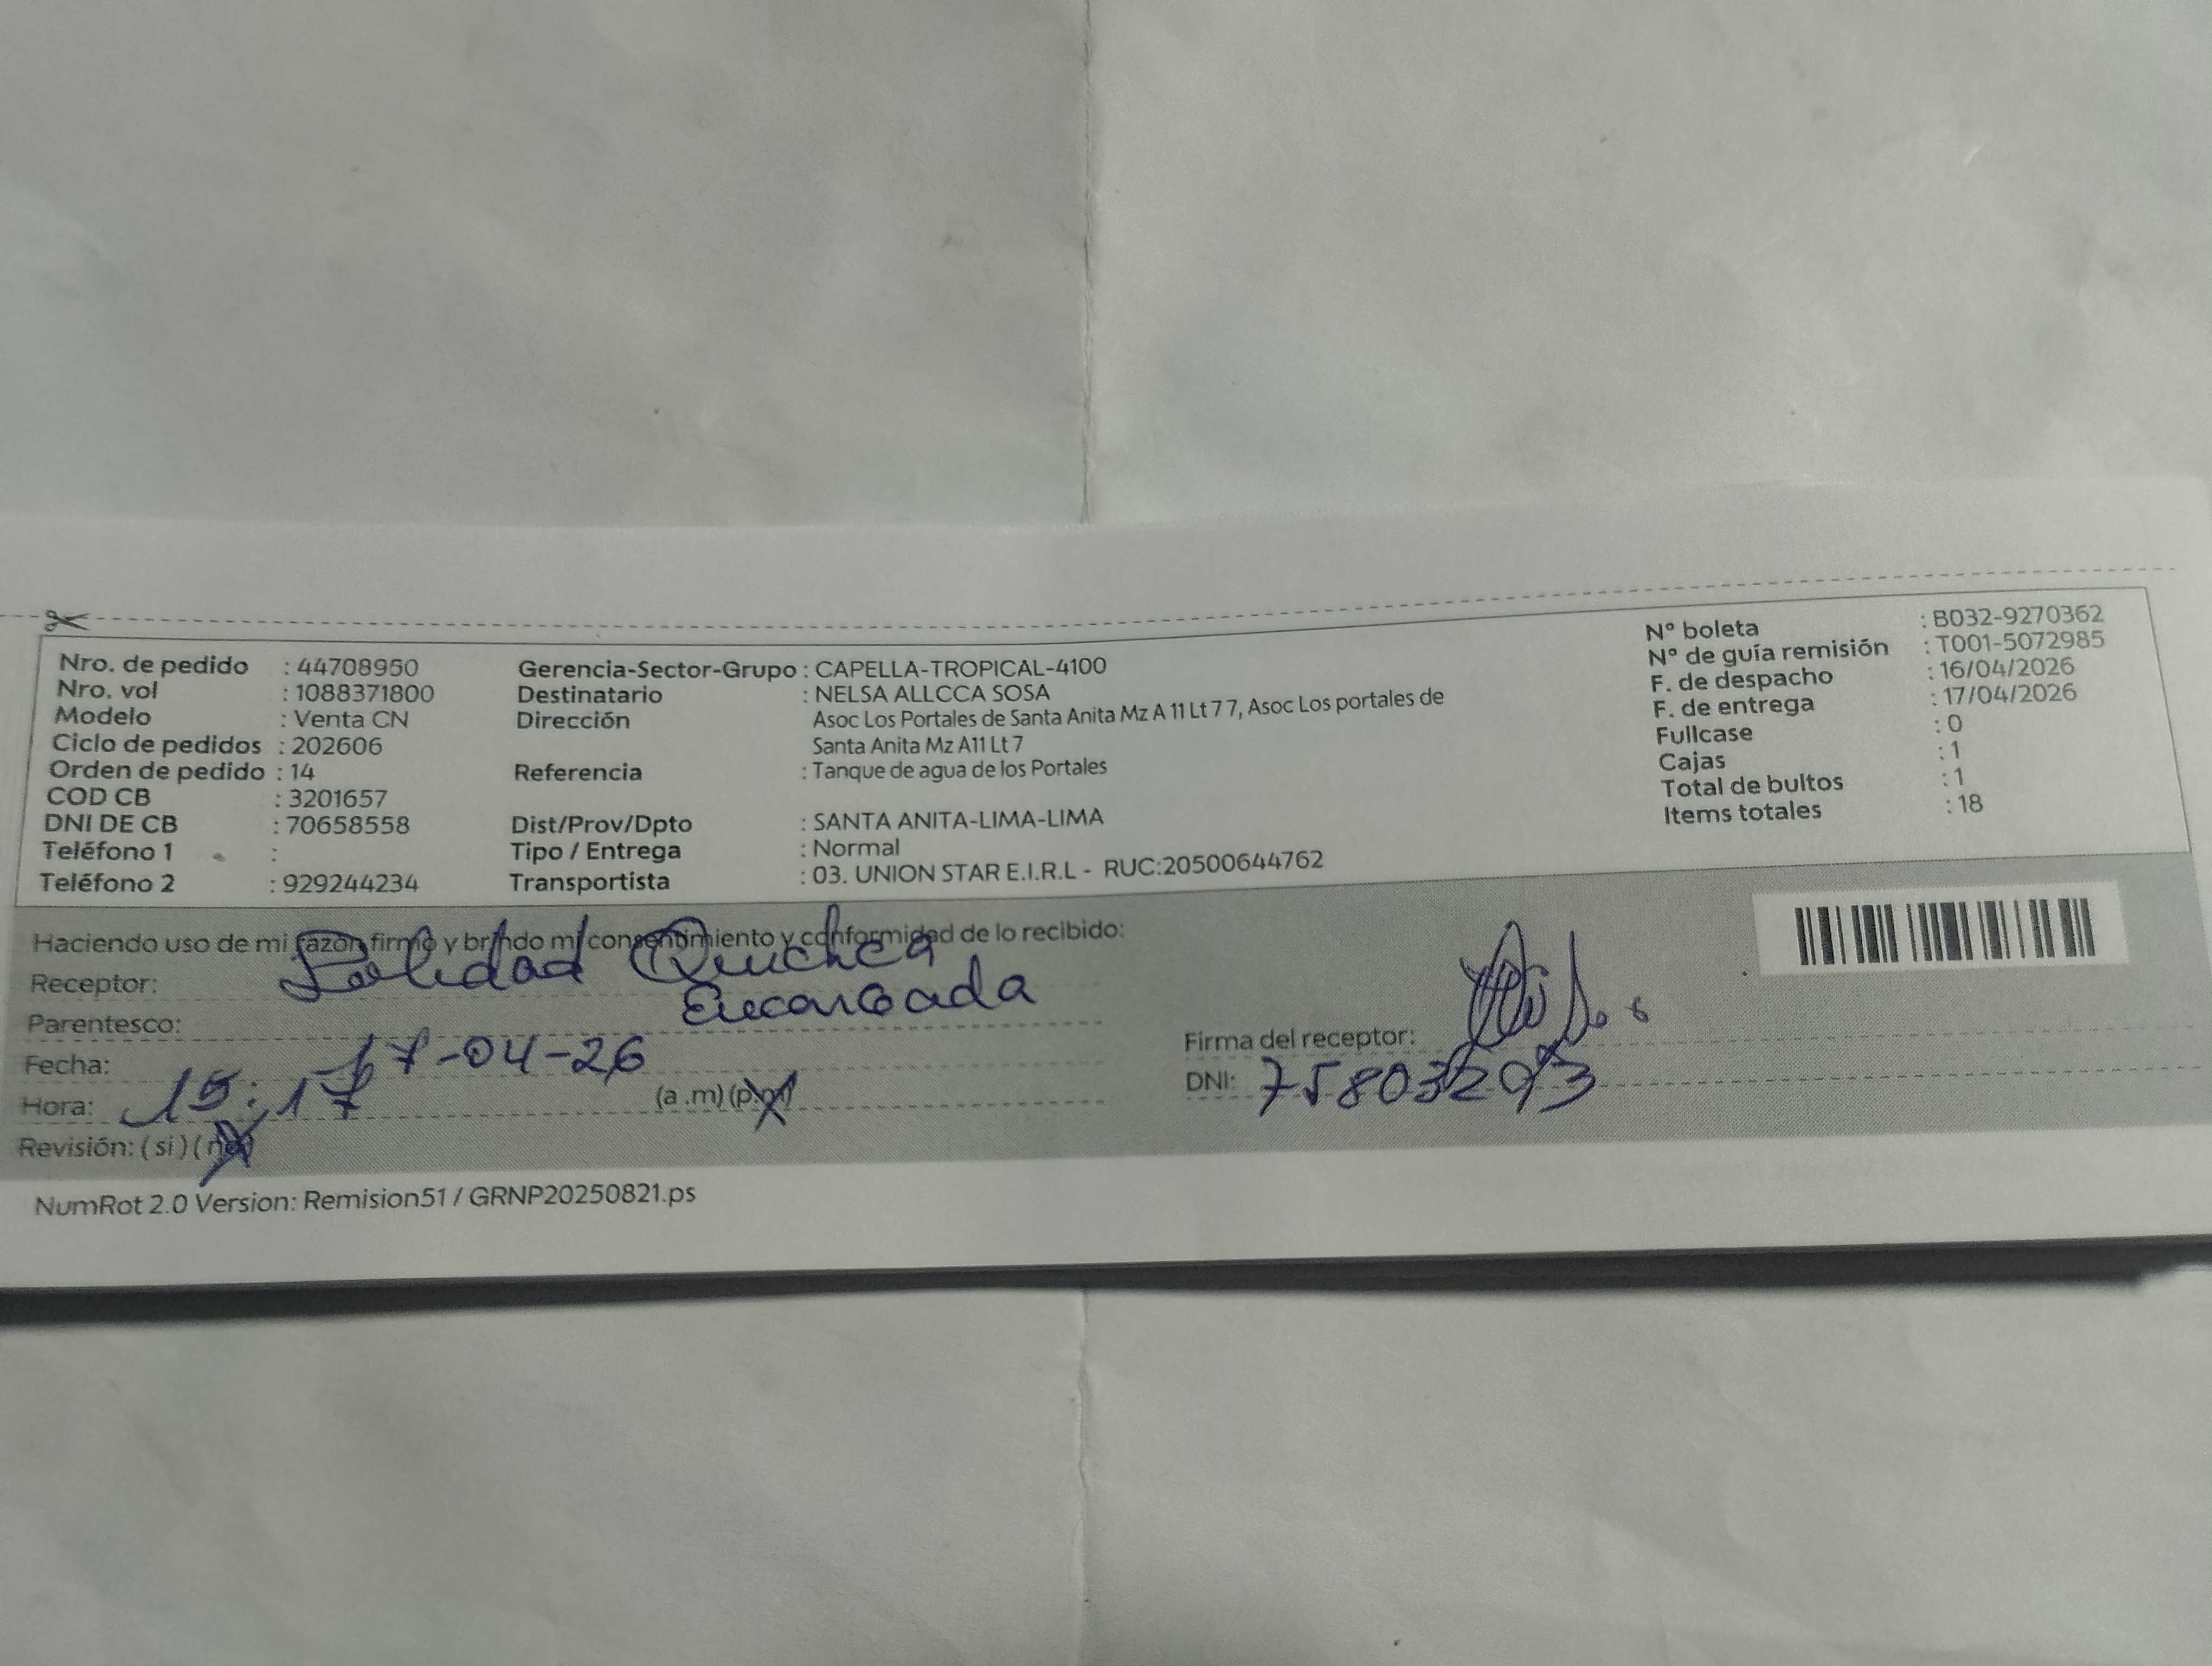 Nro. de pedido : 44708950
Nro. vol : 1088371800
Modelo : Venta CN
Ciclo de pedidos : 202606
Orden de pedido : 14
COD CB : 3201657
DNI DE CB : 70658558
Teléfono 1 :
Teléfono 2 : 929244234
Gerencia-Sector-Grupo : CAPELLA-TROPICAL-4100
Destinatario : NELSA ALLCCA SOSA
Dirección Asoc Los Portales de Santa Anita Mz A 11 Lt 7 7, Asoc Los portales de
Santa Anita Mz A11 Lt 7
Referencia : Tanque de agua de los Portales
Dist/Prov/Dpto : SANTA ANITA-LIMA-LIMA
Tipo / Entrega : Normal
Transportista : 03. UNION STAR E.I.R.L - RUC:20500644762
N° boleta : B032-9270362
N° de guía remisión : T001-5072985
F. de despacho : 16/04/2026
F. de entrega : 17/04/2026
Fullcase : 0
Cajas : 1
Total de bultos : 1
Items totales : 18
Haciendo uso de mi razón firmo y brindo mi consentimiento y conformidad de lo recibido:
Receptor: Quichca
Parentesco: Encargada
Fecha: 17-04-26
Hora: 15:17 (a.m) (p.m)
Revisión: (si) (no)
Firma del receptor:
DNI: 75803293
NumRot 2.0 Version: Remision51 / GRNP20250821.ps